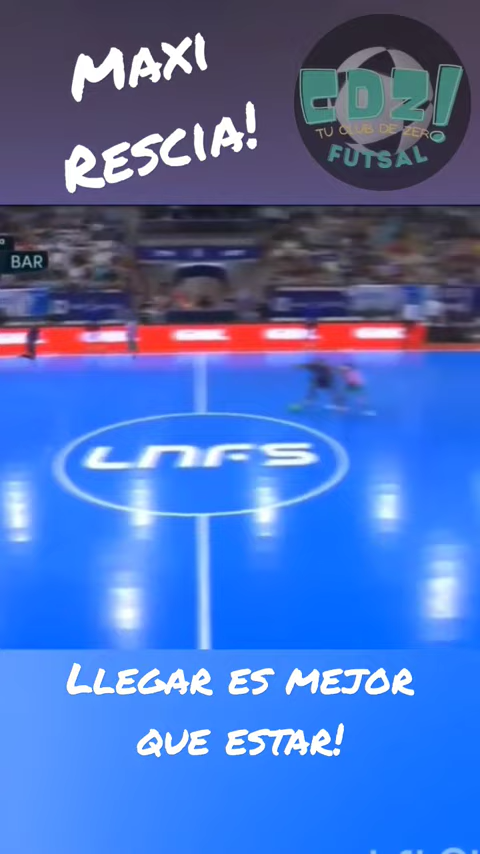 MAXI
RESCIA!
CDZ!
TU CLUB DE ZERO
FUTSAL
BAR
LNFS
LLEGAR ES MEJOR
QUE ESTAR!